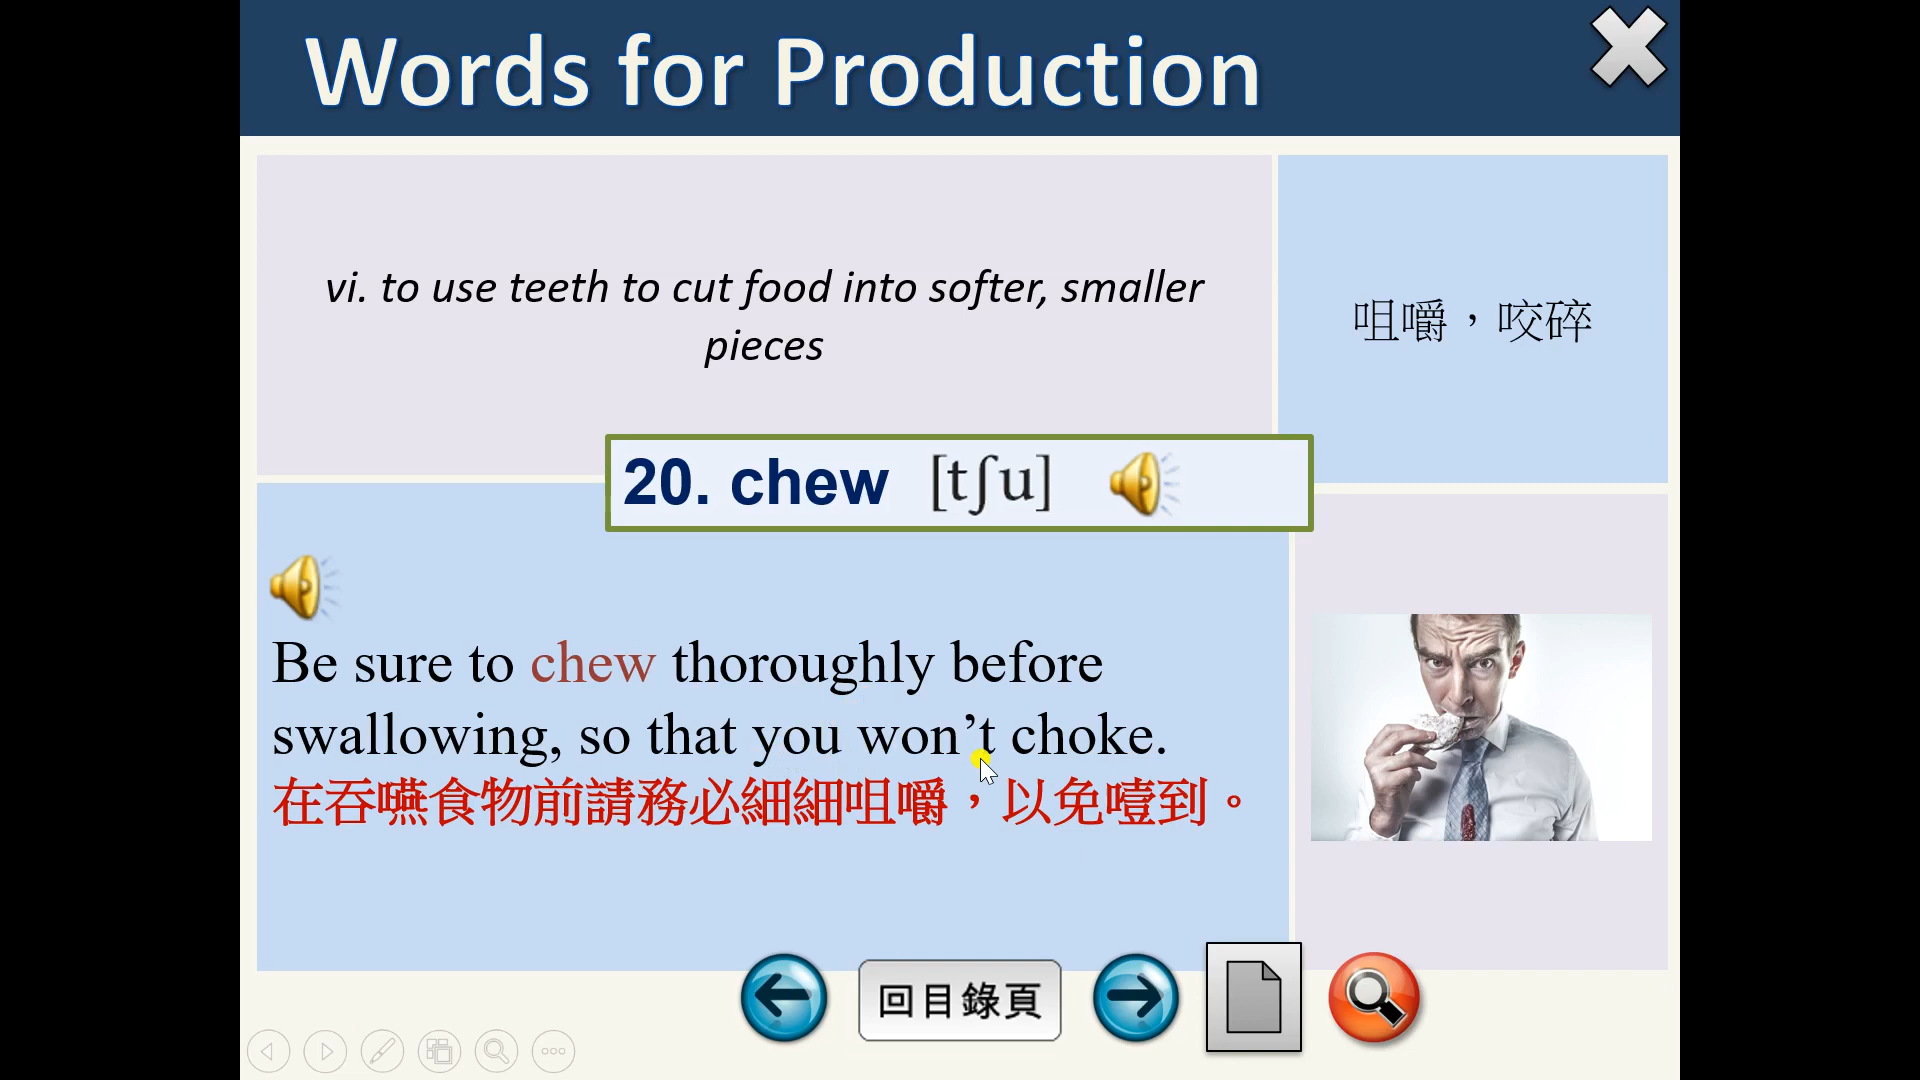 Words for Production
vi. to use teeth to cut food into softer, smaller
pieces
咀嚼，咬碎
20. chew [tʃu]
Be sure to chew thoroughly before
swallowing, so that you won’t choke.
在吞嚥食物前請務必細細咀嚼，以免噎到。
回目錄頁